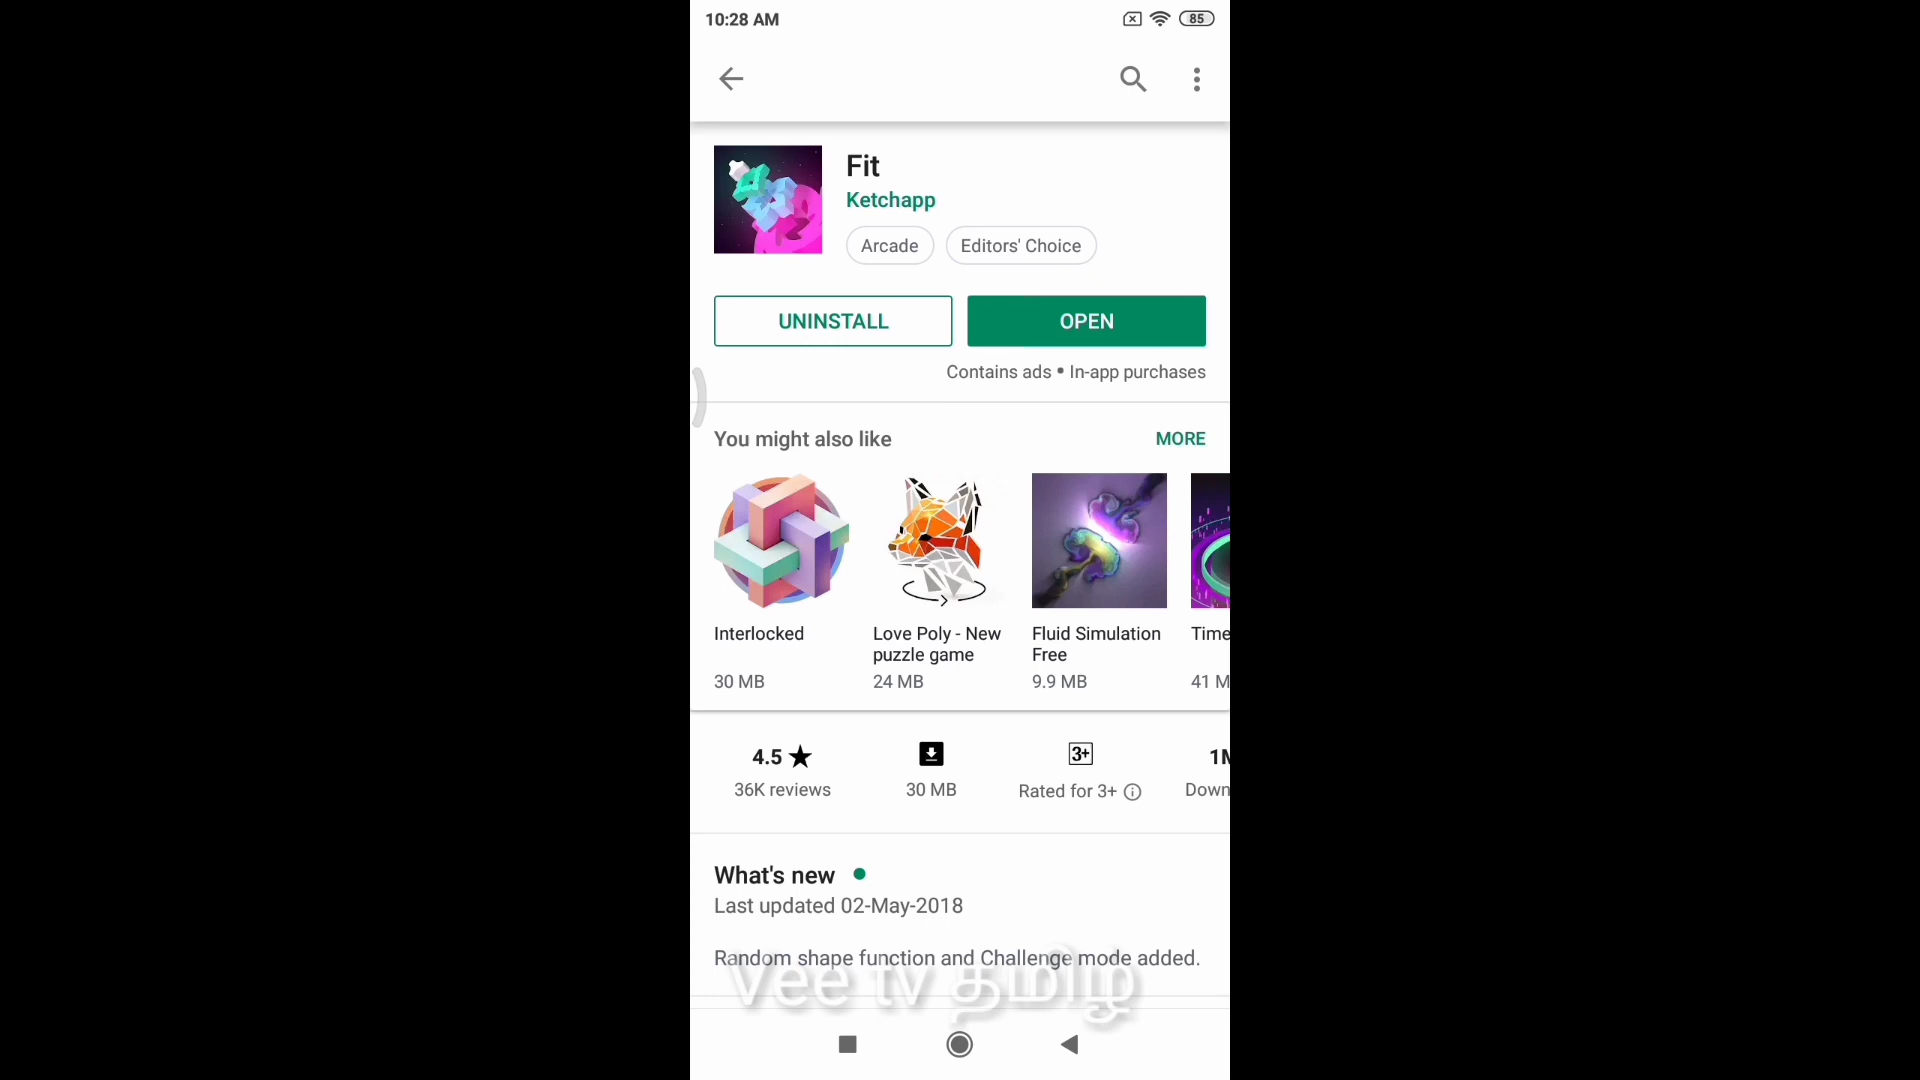 10:28 AM
85
Fit
Ketchapp
Arcade
Editors' Choice
UNINSTALL
OPEN
Contains ads • In-app purchases
You might also like
MORE
Interlocked
Love Poly - New
puzzle game
Fluid Simulation
Free
Time
30 MB
24 MB
9.9 MB
41 M
4.5 ★
36K reviews
30 MB
3+
Rated for 3+
1M
Down
What's new
Last updated 02-May-2018
Random shape function and Challenge mode added.
Vee tv தமிழ்